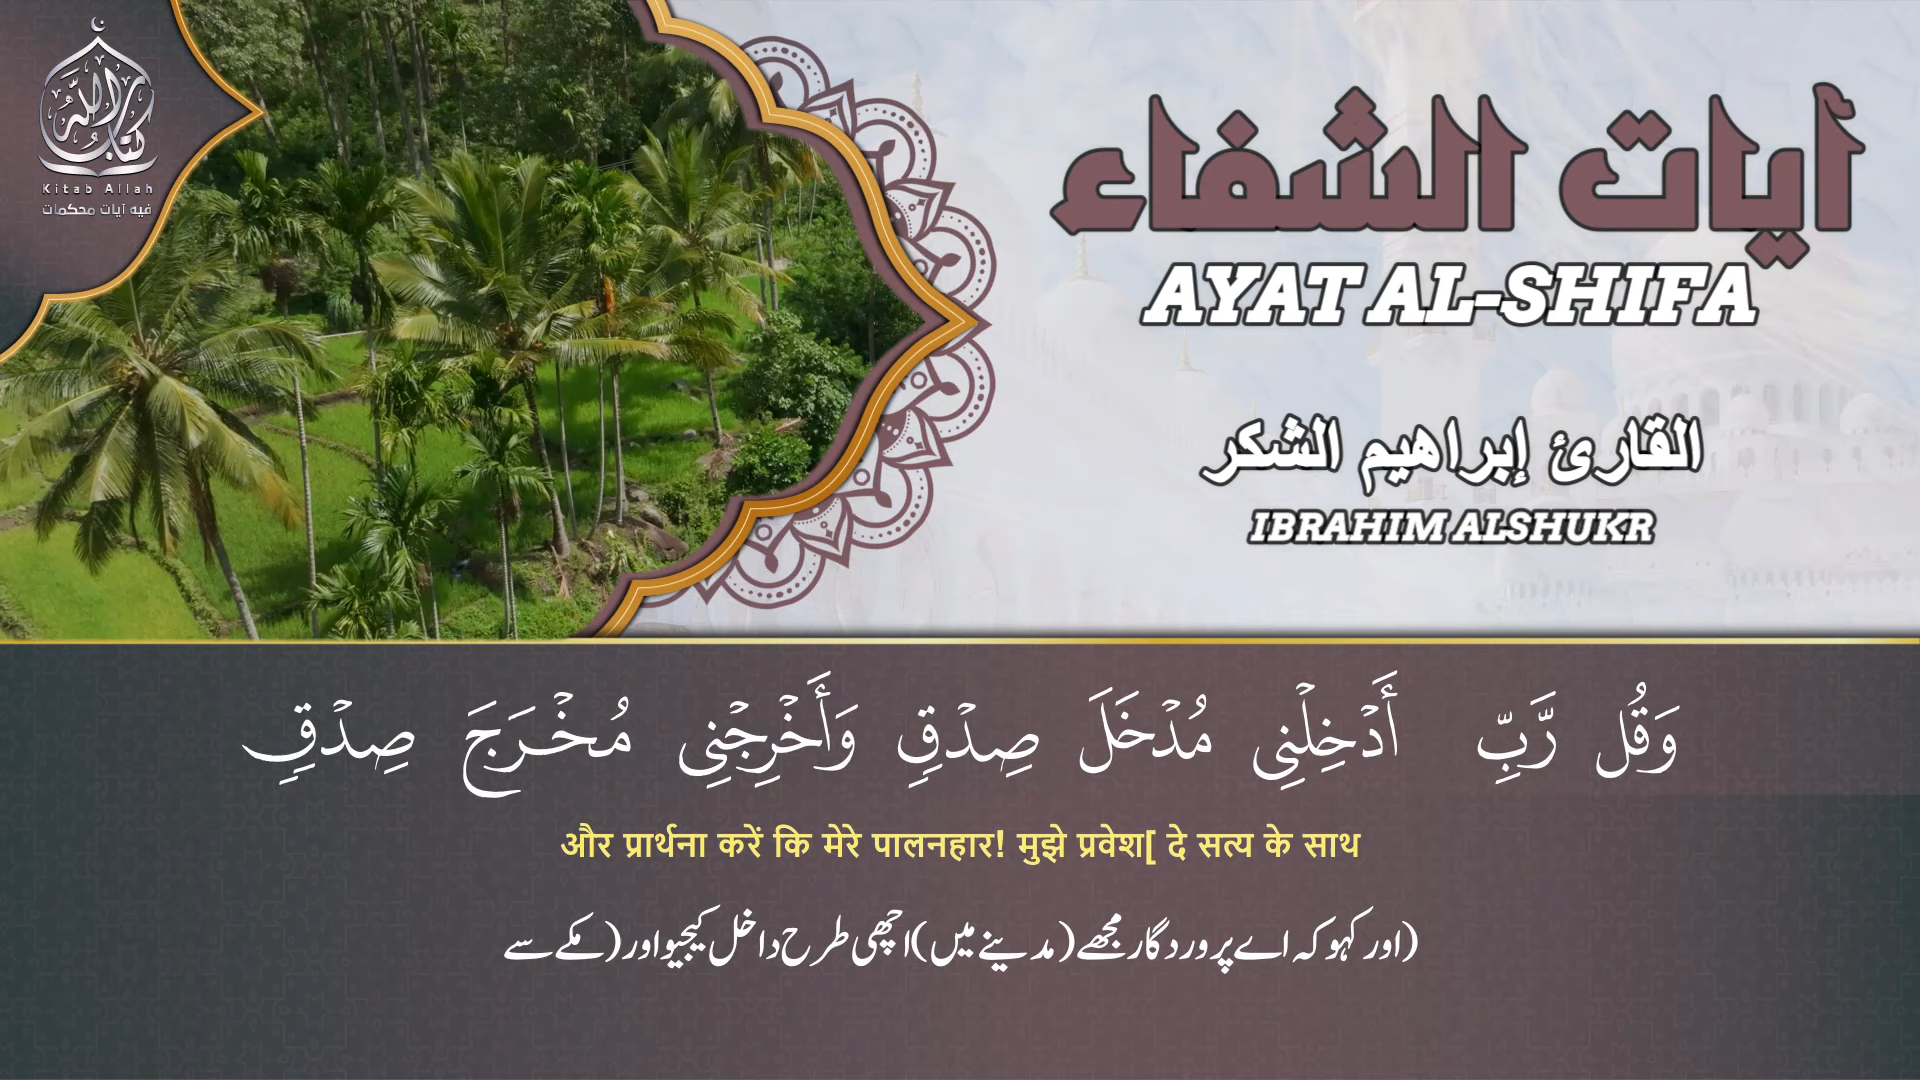 كتاب الله
Kitab Allah
فيه آيات محكمات
آيات الشفاء
AYAT AL-SHIFA
القارئ إبراهيم الشكر
IBRAHIM ALSHUKR
وَقُل رَّبِّ أَدْخِلْنِى مُدْخَلَ صِدْقٍ وَأَخْرِجْنِى مُخْرَجَ صِدْقٍ
और प्रार्थना करें कि मेरे पालनहार! मुझे प्रवेश[ दे सत्य के साथ
(اور کہو کہ اے پروردگار مجھے (مدینے میں) اچھی طرح داخل کیجیو اور (مکے سے